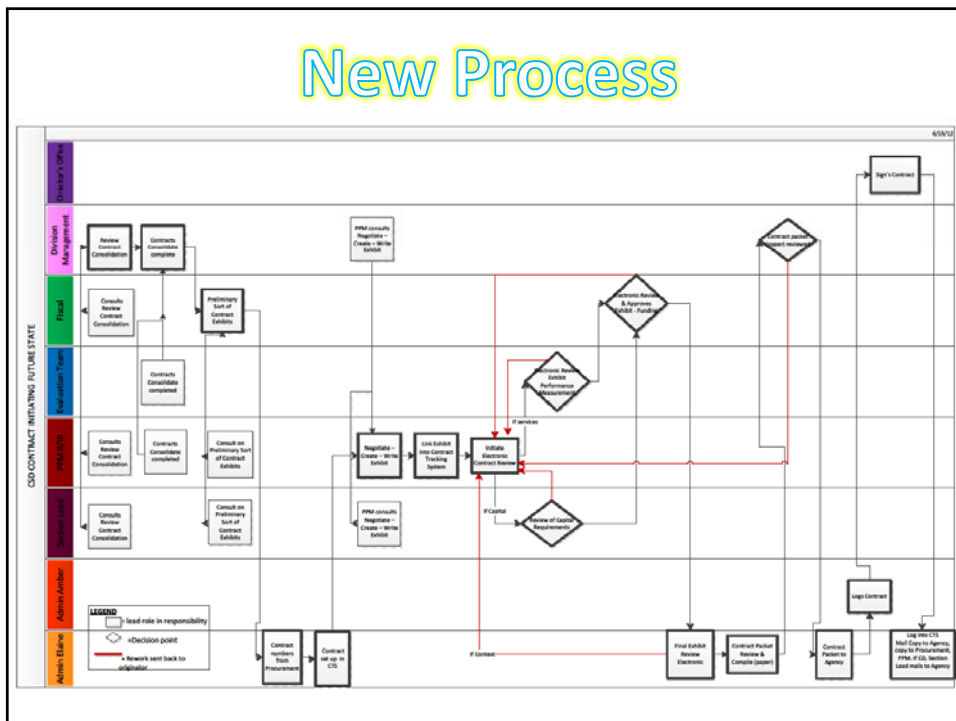 New Process
6/19/12
CSD CONTRACT INITIATING FUTURE STATE
Director's Office
Sign's Contract
Division
Management
Review
Contract
Consolidation
Contracts
Consolidate
complete
PPM consults
Negotiate –
Create – Write
Exhibit
Contract packet
Fiscal
Consults
Review
Contract
Consolidation
Preliminary
Sort of
Contract
Exhibits
Electronic Review
& Approves
Exhibit - Funding
Evaluation Team
Contracts
Consolidate
completed
Electronic Review
Exhibit
Performance
Measurement
If services
Consults
Review
Contract
Consolidation
Contracts
Consolidate
completed
Consult on
Preliminary Sort
of Contract
Exhibits
Negotiate –
Create – Write
Exhibit
Link Exhibit
into Contract
Tracking
System
Initiate
Electronic
Contract Review
Section Lead
Consults
Review
Contract
Consolidation
Consult on
Preliminary
Sort of
Contract
Exhibits
PPM consults
Negotiate –
Create – Write
Exhibit
If Capital
Review of Capital
Requirements
Admin Amber
LEGEND
= lead role in responsibility
=Decision point
= Rework sent back to
originator
Logs Contract
Admin Elaine
Contract
numbers
from
Procurement
Contract
set up in
CTS
If Contest
Final Exhibit
Review
Electronic
Contract Packet
Review &
Compile (paper)
Contract
Packet to
Agency
Log into CTS
Mail Copy to Agency,
copy to Procurement,
PPM. If CD, Section
Lead mails to Agency